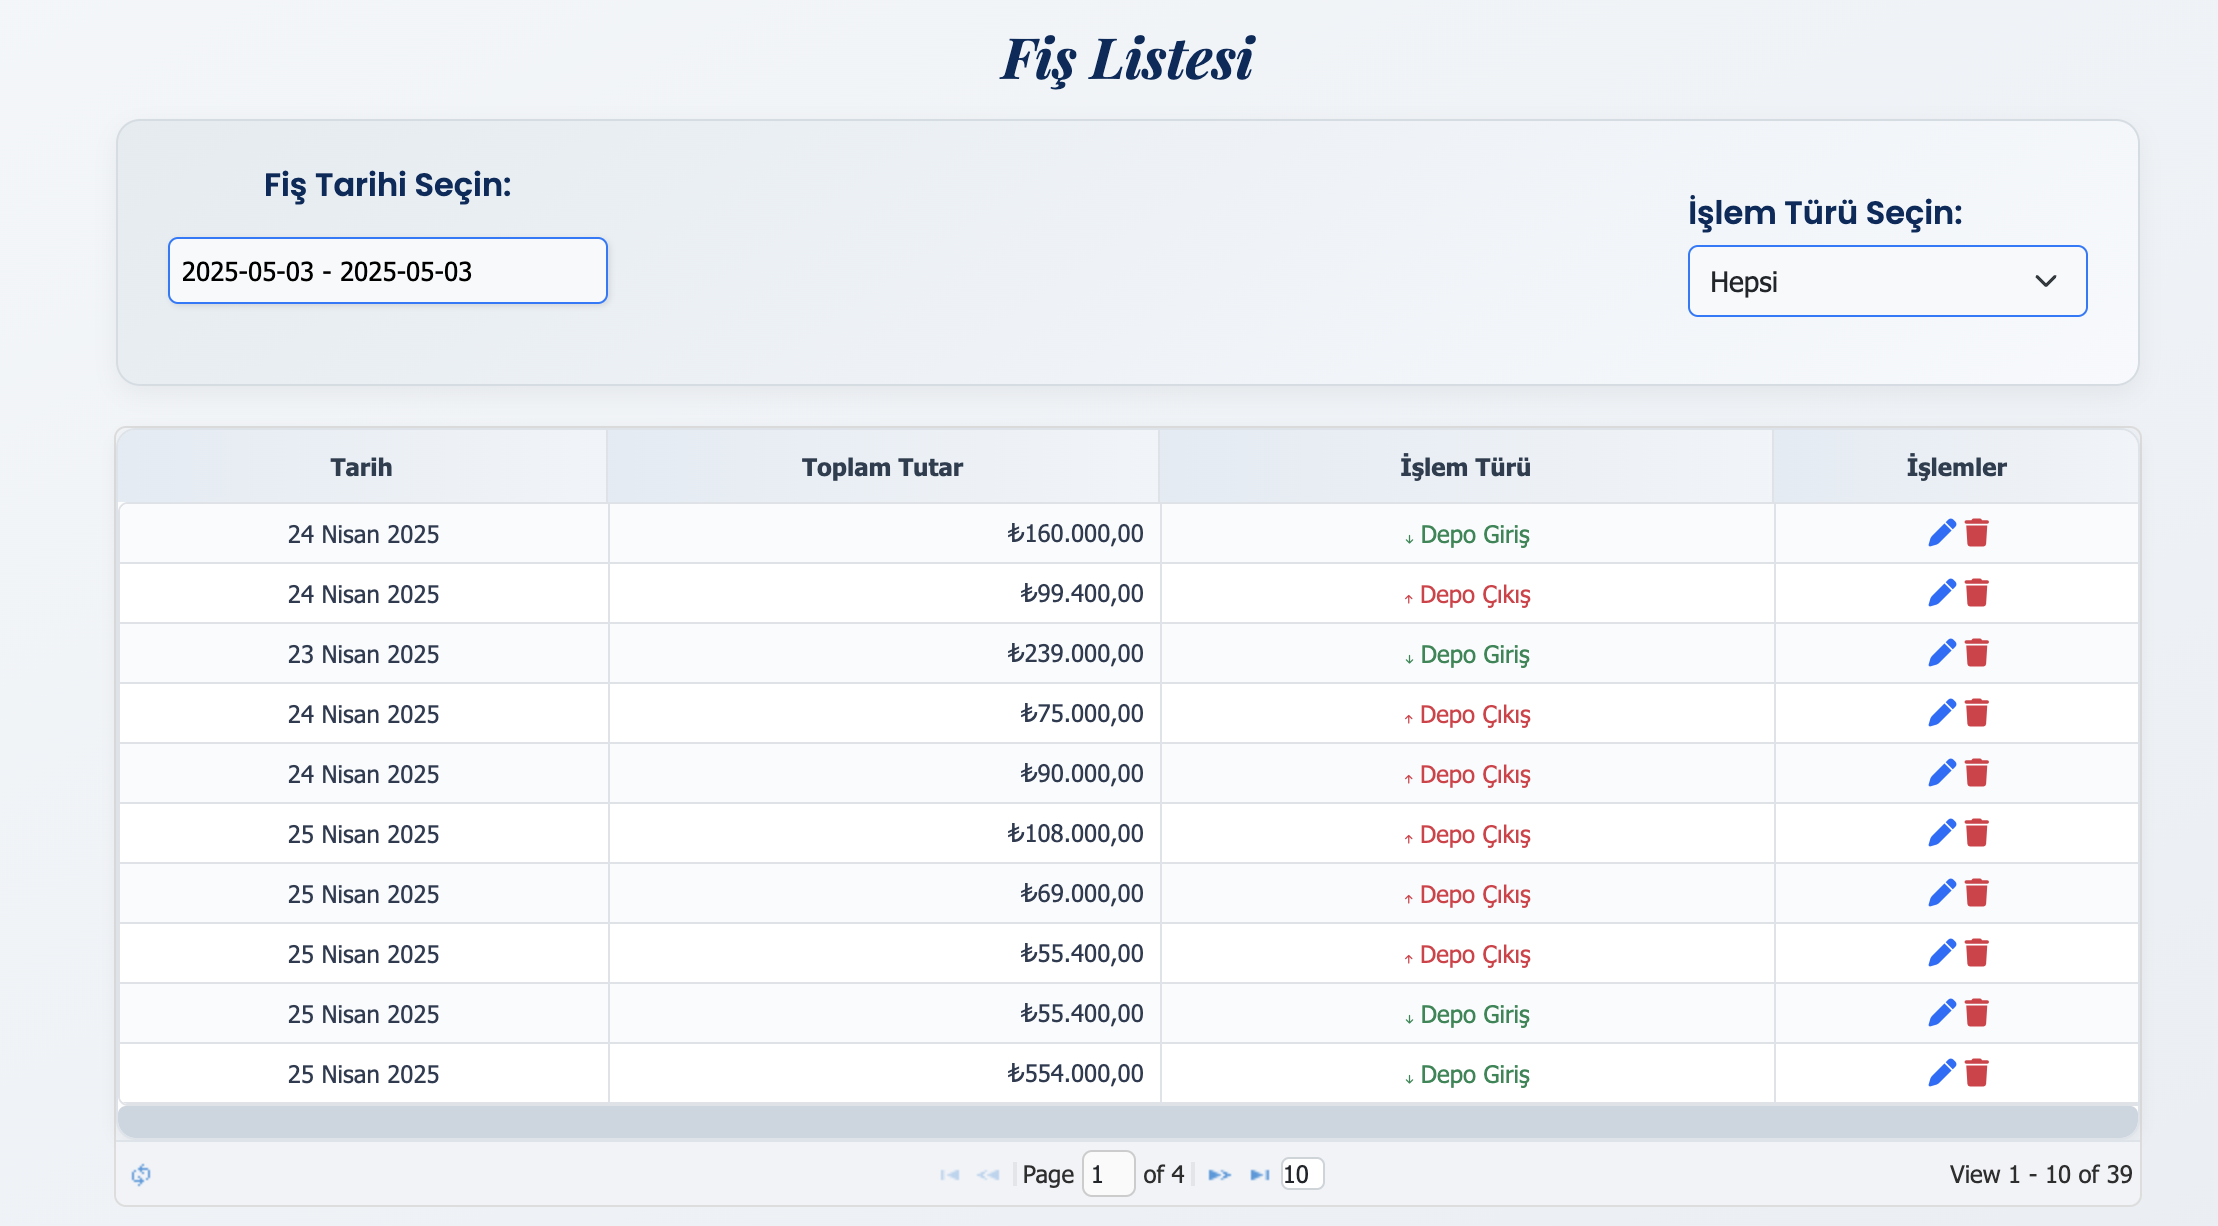 Fiş Listesi
Fiş Tarihi Seçin:
2025-05-03 - 2025-05-03
İşlem Türü Seçin:
Hepsi
Tarih Toplam Tutar İşlem Türü İşlemler
24 Nisan 2025 ₺160.000,00 ↓ Depo Giriş
24 Nisan 2025 ₺99.400,00 ↑ Depo Çıkış
23 Nisan 2025 ₺239.000,00 ↓ Depo Giriş
24 Nisan 2025 ₺75.000,00 ↑ Depo Çıkış
24 Nisan 2025 ₺90.000,00 ↑ Depo Çıkış
25 Nisan 2025 ₺108.000,00 ↑ Depo Çıkış
25 Nisan 2025 ₺69.000,00 ↑ Depo Çıkış
25 Nisan 2025 ₺55.400,00 ↑ Depo Çıkış
25 Nisan 2025 ₺55.400,00 ↓ Depo Giriş
25 Nisan 2025 ₺554.000,00 ↓ Depo Giriş
Page 1 of 4 10 View 1 - 10 of 39